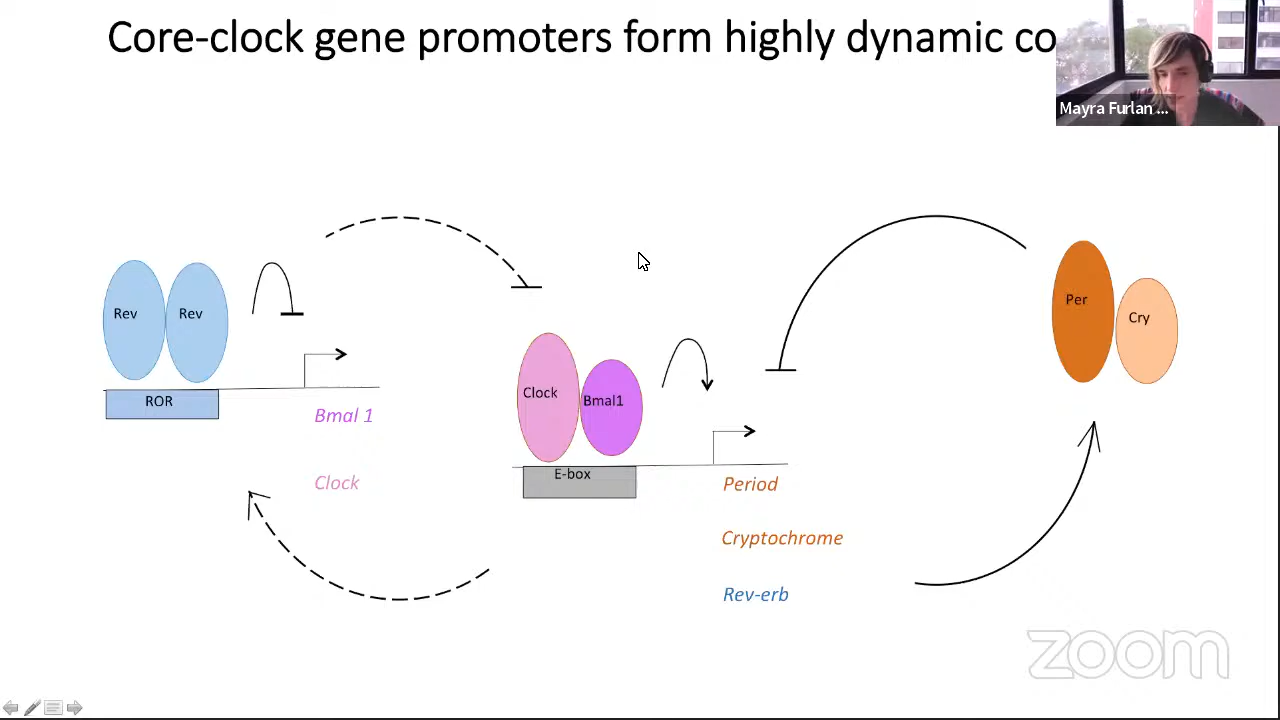 Core-clock gene promoters form highly dynamic co
Mayra Furlan ...
Rev
Rev
ROR
Bmal 1
Clock
Clock
Bmal1
E-box
Period
Cryptochrome
Rev-erb
Per
Cry
zoom